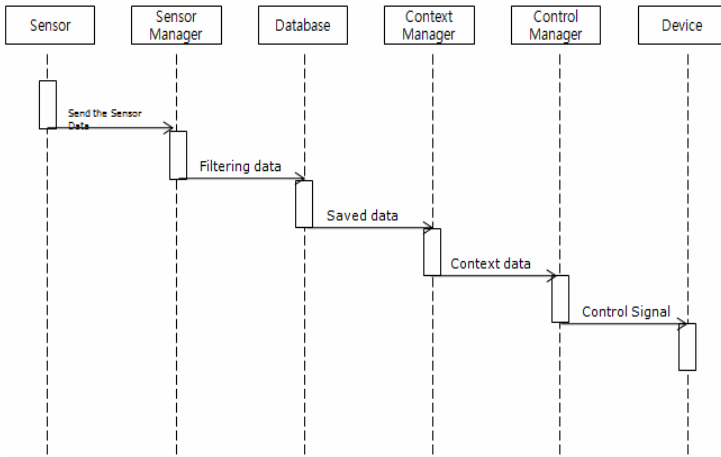 Sensor
Sensor
Manager
Database
Context
Manager
Control
Manager
Device
Send the Sensor
Data
Filtering data
Saved data
Context data
Control Signal